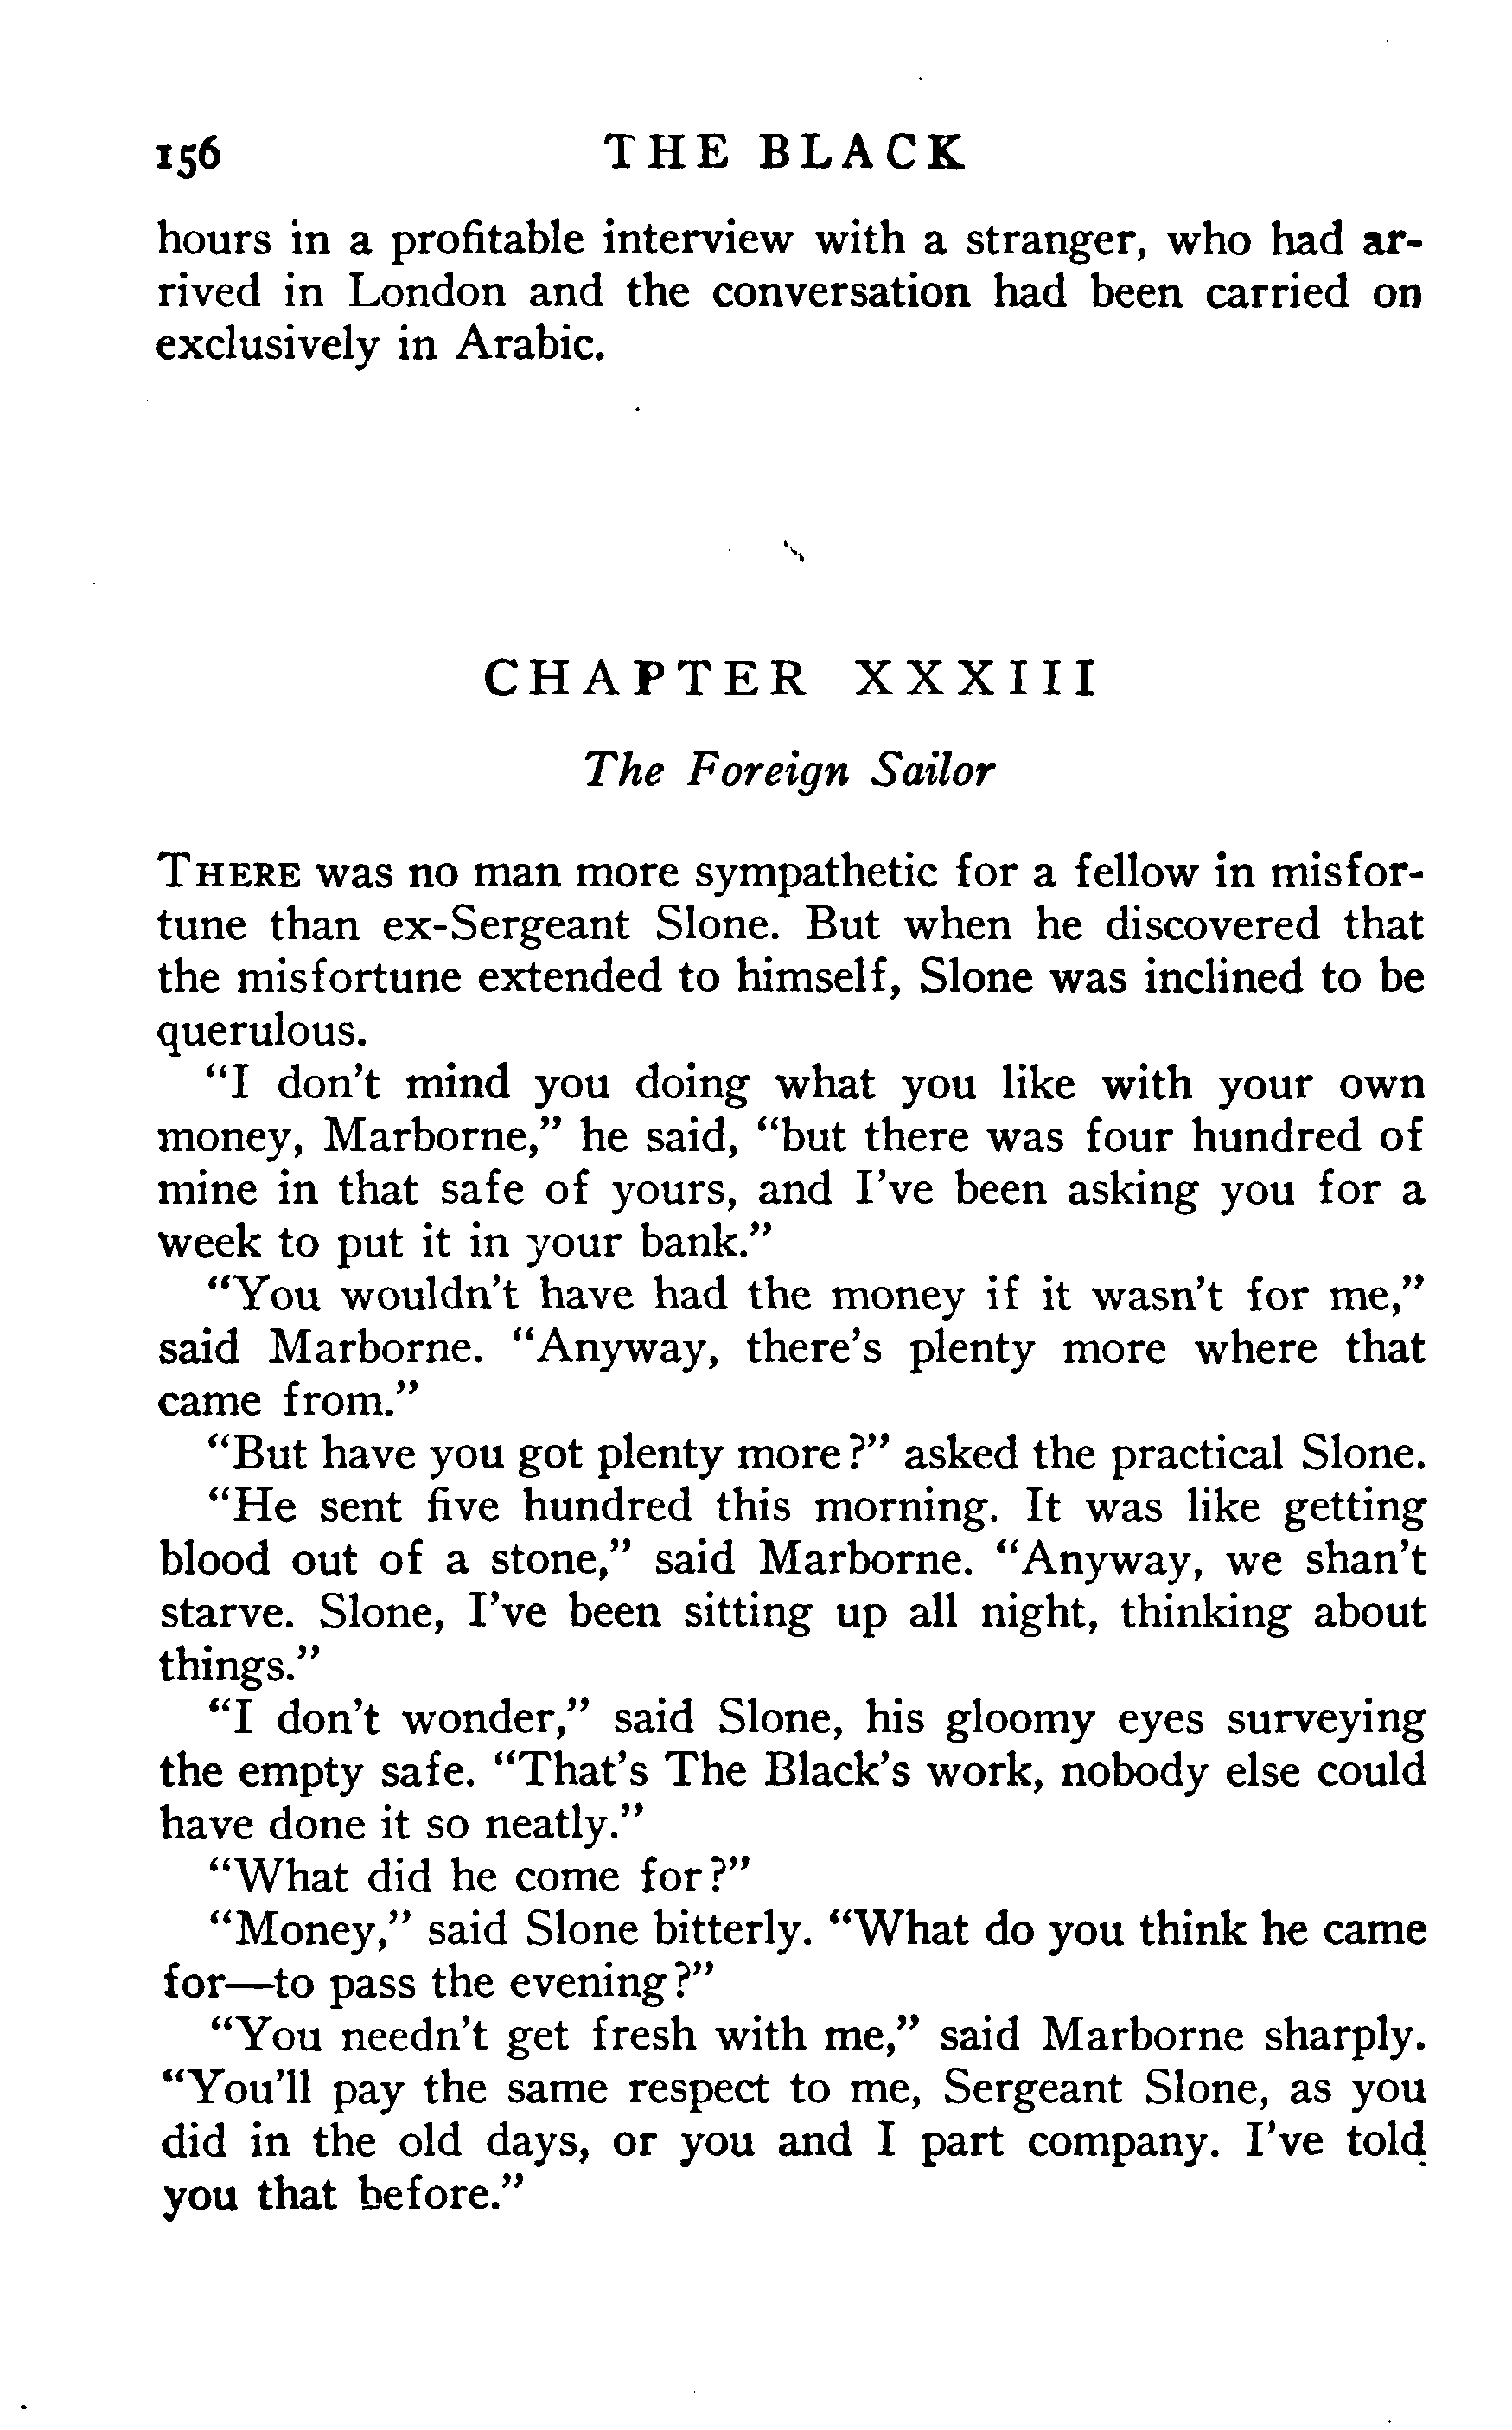 156 THE BLACK
hours in a profitable interview with a stranger, who had ar-
rived in London and the conversation had been carried on
exclusively in Arabic.
CHAPTER XXXIII
The Foreign Sailor
THERE was no man more sympathetic for a fellow in misfor-
tune than ex-Sergeant Slone. But when he discovered that
the misfortune extended to himself, Slone was inclined to be
querulous.
"I don't mind you doing what you like with your own
money, Marborne," he said, "but there was four hundred of
mine in that safe of yours, and I've been asking you for a
week to put it in your bank."
"You wouldn't have had the money if it wasn't for me,"
said Marborne. "Anyway, there's plenty more where that
came from."
"But have you got plenty more?" asked the practical Slone.
"He sent five hundred this morning. It was like getting
blood out of a stone," said Marborne. "Anyway, we shan't
starve. Slone, I've been sitting up all night, thinking about
things."
"I don't wonder," said Slone, his gloomy eyes surveying
the empty safe. "That's The Black's work, nobody else could
have done it so neatly."
"What did he come for?"
"Money," said Slone bitterly. "What do you think he came
for—to pass the evening?"
"You needn't get fresh with me," said Marborne sharply.
"You'll pay the same respect to me, Sergeant Slone, as you
did in the old days, or you and I part company. I've told
you that before."